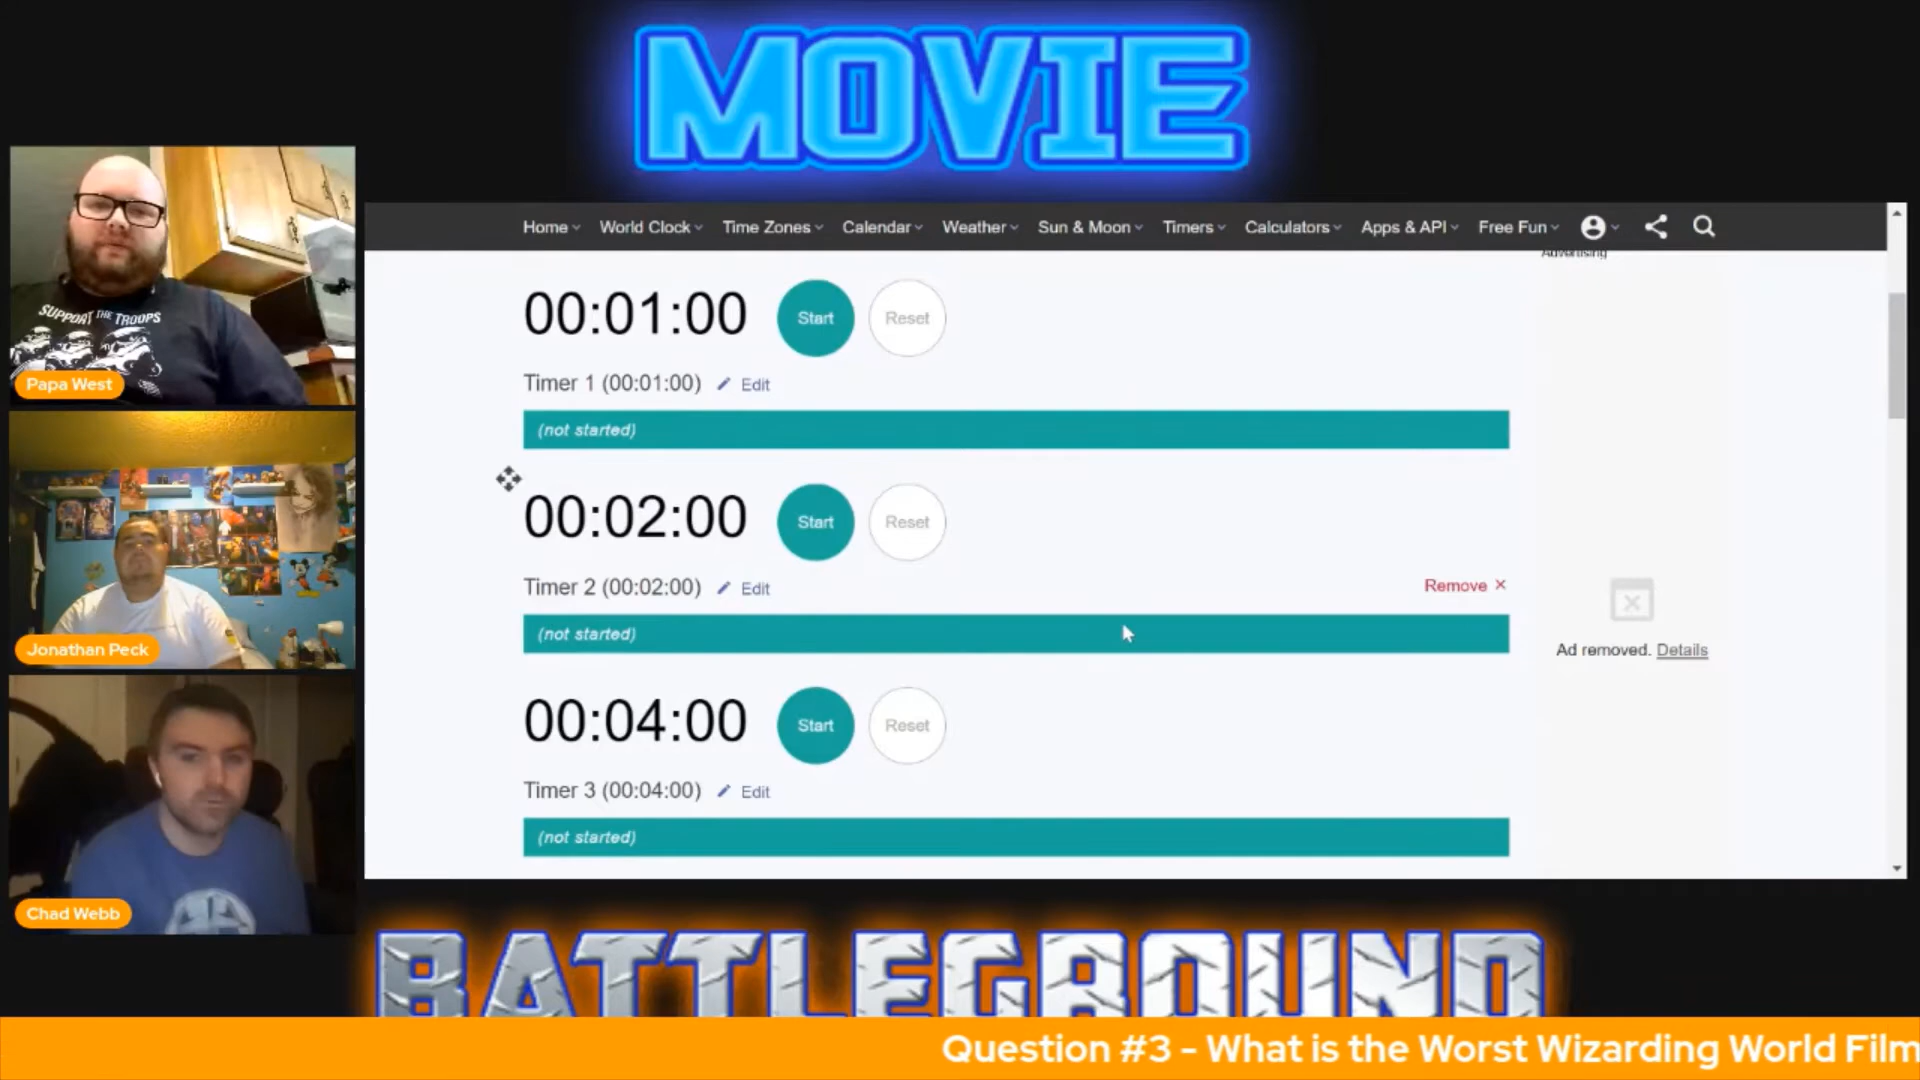 MOVIE
Home World Clock Time Zones Calendar Weather Sun & Moon Timers Calculators Apps & API Free Fun
Advertising
00:01:00 Start Reset
Timer 1 (00:01:00) Edit
(not started)
00:02:00 Start Reset
Timer 2 (00:02:00) Edit Remove ×
(not started)
Ad removed. Details
00:04:00 Start Reset
Timer 3 (00:04:00) Edit
(not started)
SUPPORT THE TROOPS
Papa West
Jonathan Peck
Chad Webb
BATTLEGROUND
Question #3 - What is the Worst Wizarding World Film